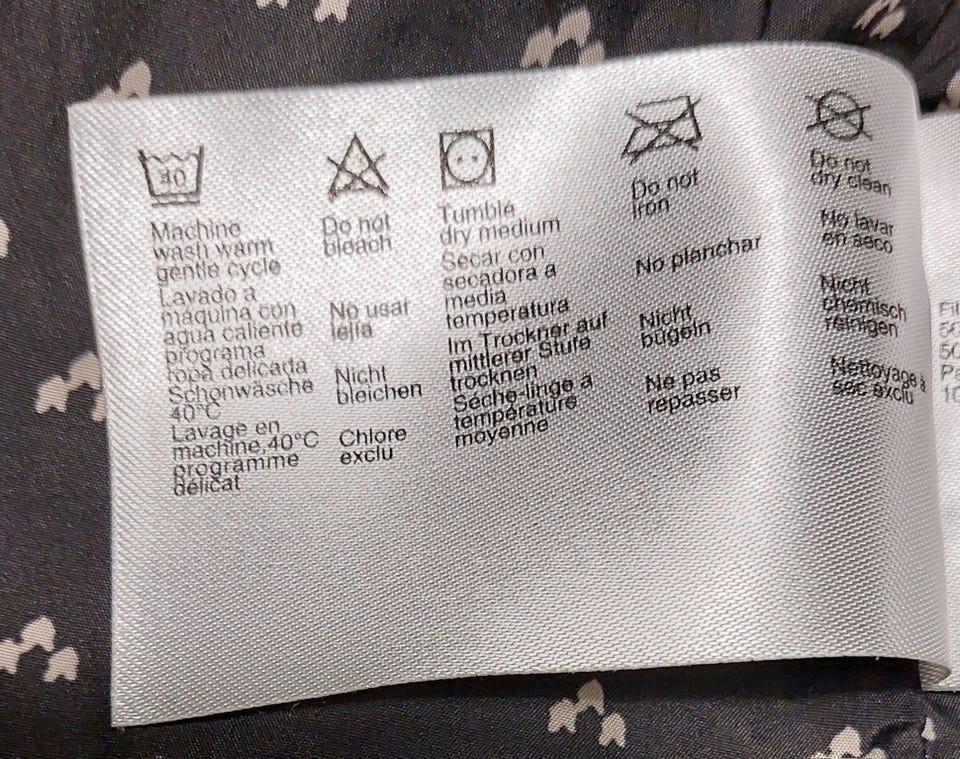 40
Machine
wash warm
gentle cycle
Lavado a
máquina con
agua caliente
programa
ropa delicada
Schonwäsche
40°C
Lavage en
machine,40°C
programme
délicat
Do not
bleach
No usar
lejía
Nicht
bleichen
Chlore
exclu
Tumble
dry medium
Secar con
secadora a
media
temperatura
Im Trockner auf
mittlerer Stufe
trocknen
Séche-linge à
température
moyenne
Do not
Iron
No planchar
Nicht
bügeln
Ne pas
repasser
Do not
dry clean
No lavar
en seco
Nicht
chemisch
reinigen
Nettoyage à
sec exclu